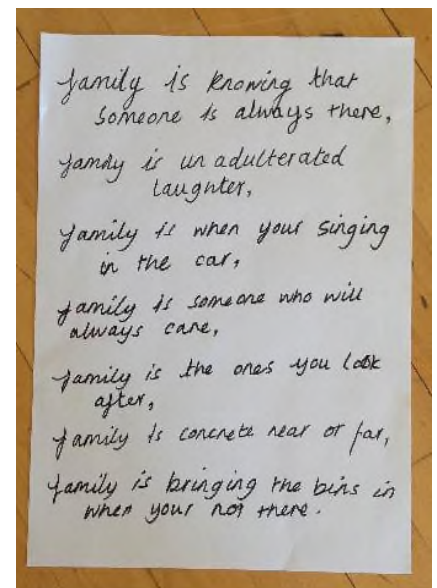 family is knowing that
someone is always there,
family is unadulterated
laughter,
family is when your singing
in the car,
family is someone who will
always care,
family is the ones you look
after,
family is concrete near or far,
family is bringing the bins in
when your not there.